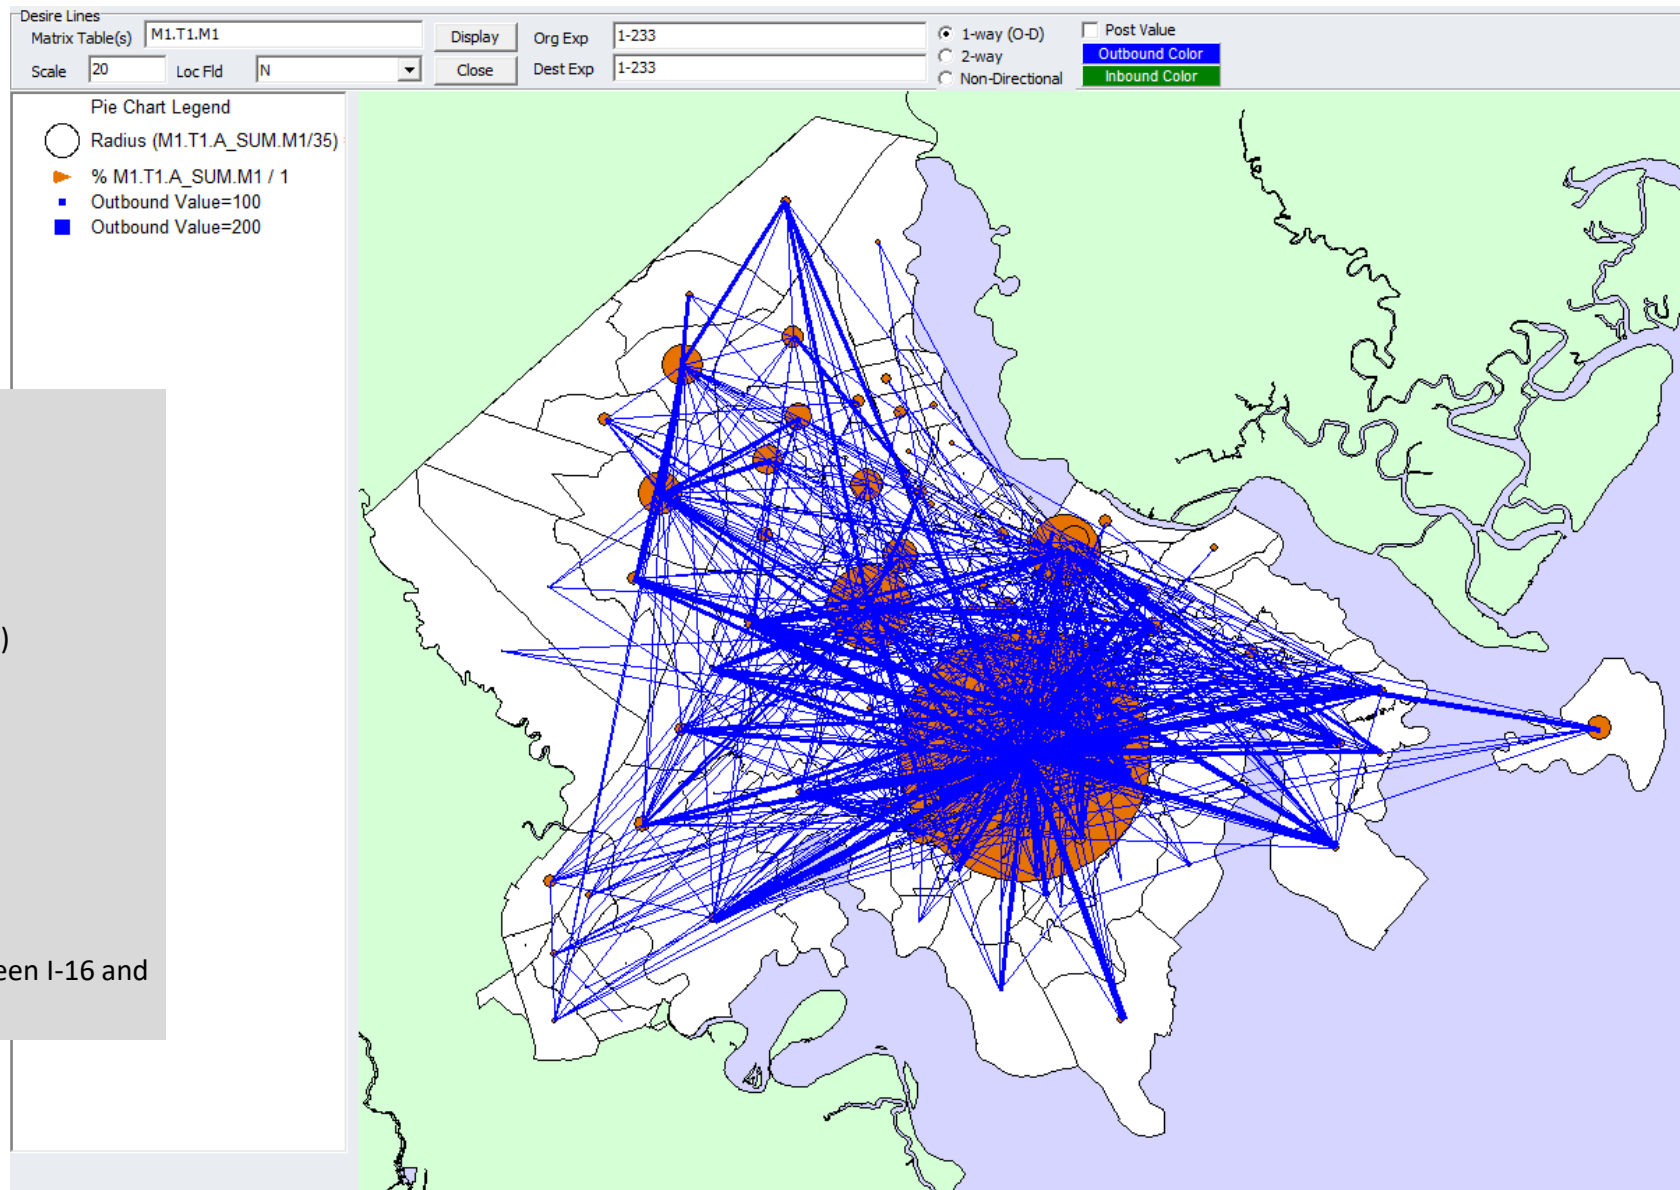 Desire Lines
Matrix Table(s) M1.T1.M1 Display Org Exp 1-233 1-way (O-D) Post Value
2-way Outbound Color
Scale 20 Loc Fld N Close Dest Exp 1-233 Non-Directional Inbound Color
Pie Chart Legend
Radius (M1.T1.A_SUM.M1/35)
% M1.T1.A_SUM.M1 / 1
Outbound Value=100
Outbound Value=200
)
een I-16 and